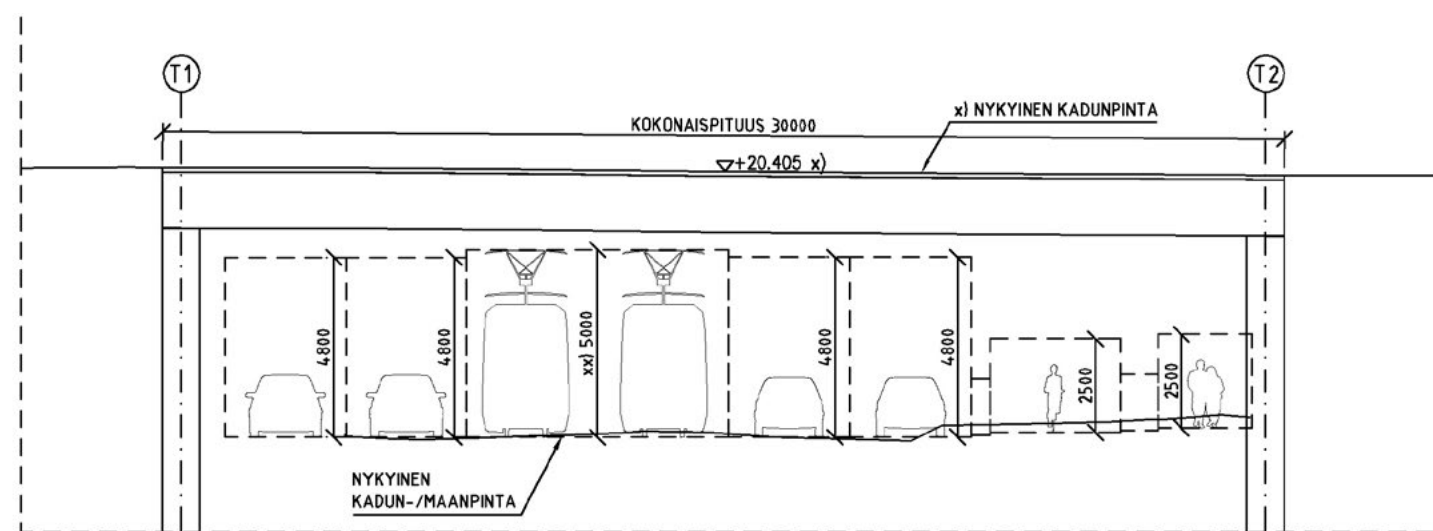 T1
T2
x) NYKYINEN KADUNPINTA
KOKONAISPITUUS 30000
+20.405 x)
4800
4800
xx) 5000
4800
4800
2500
2500
NYKYINEN
KADUN-/MAANPINTA